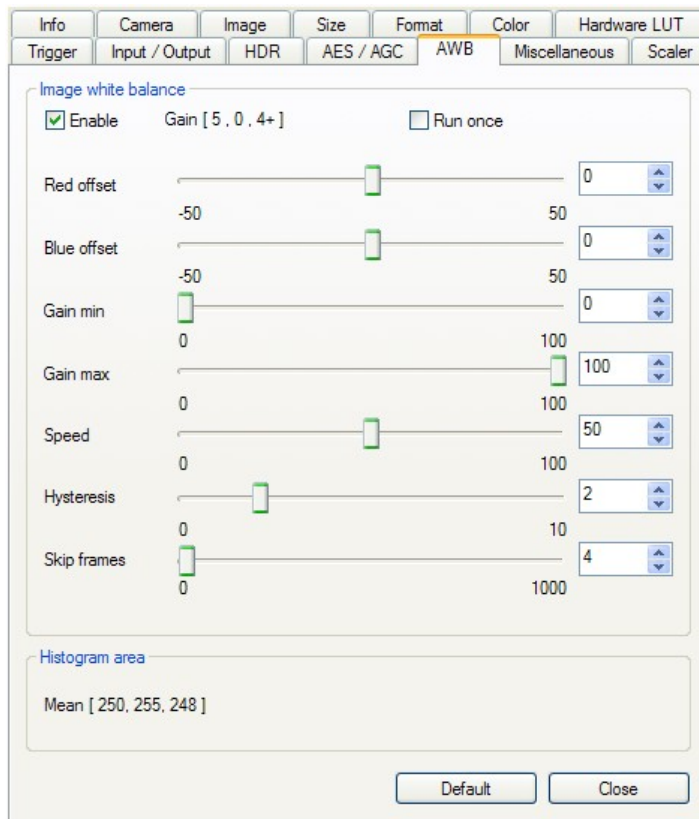 Info Camera Image Size Format Color Hardware LUT
Trigger Input / Output HDR AES / AGC AWB Miscellaneous Scaler
Image white balance
Enable Gain [ 5 , 0 , 4+ ] Run once
Red offset 0
-50 50
Blue offset 0
-50 50
Gain min 0
0 100
Gain max 100
0 100
Speed 50
0 100
Hysteresis 2
0 10
Skip frames 4
0 1000
Histogram area
Mean [ 250, 255, 248 ]
Default Close